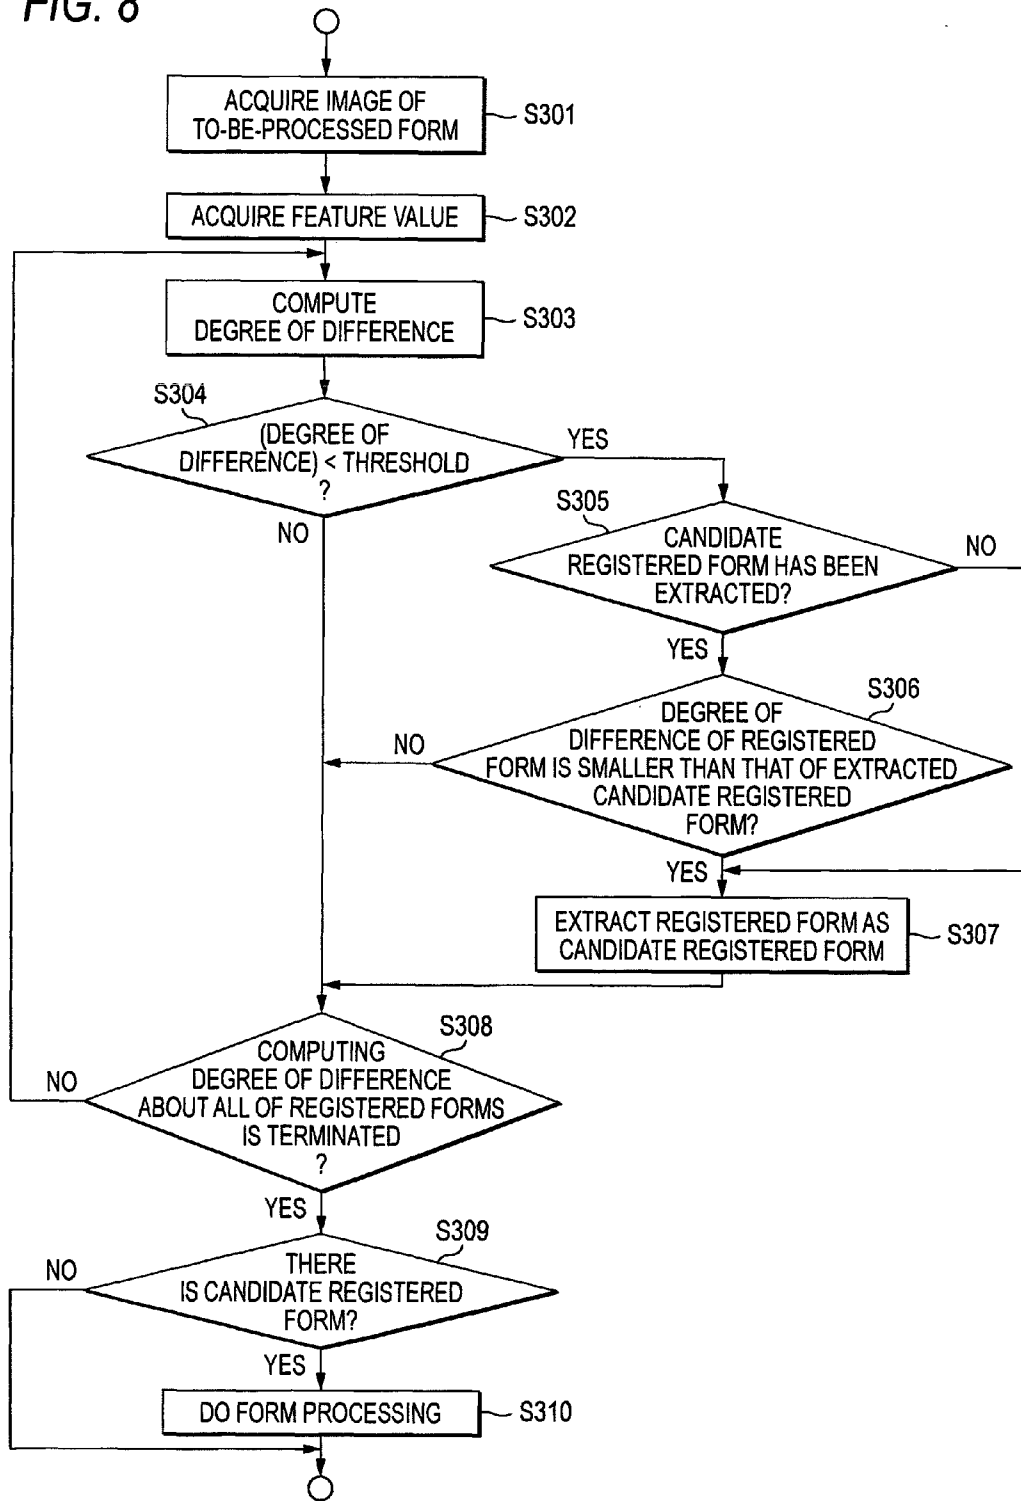 FIG. 8
ACQUIRE IMAGE OF
TO-BE-PROCESSED FORM
S301
ACQUIRE FEATURE VALUE
S302
COMPUTE
DEGREE OF DIFFERENCE
S303
S304
(DEGREE OF
DIFFERENCE) < THRESHOLD
?
YES
NO
S305
CANDIDATE
REGISTERED FORM HAS BEEN
EXTRACTED?
NO
YES
S306
DEGREE OF
DIFFERENCE OF REGISTERED
FORM IS SMALLER THAN THAT OF EXTRACTED
CANDIDATE REGISTERED
FORM?
NO
YES
EXTRACT REGISTERED FORM AS
CANDIDATE REGISTERED FORM
S307
S308
COMPUTING
DEGREE OF DIFFERENCE
ABOUT ALL OF REGISTERED FORMS
IS TERMINATED
?
NO
YES
S309
THERE
IS CANDIDATE REGISTERED
FORM?
NO
YES
DO FORM PROCESSING
S310